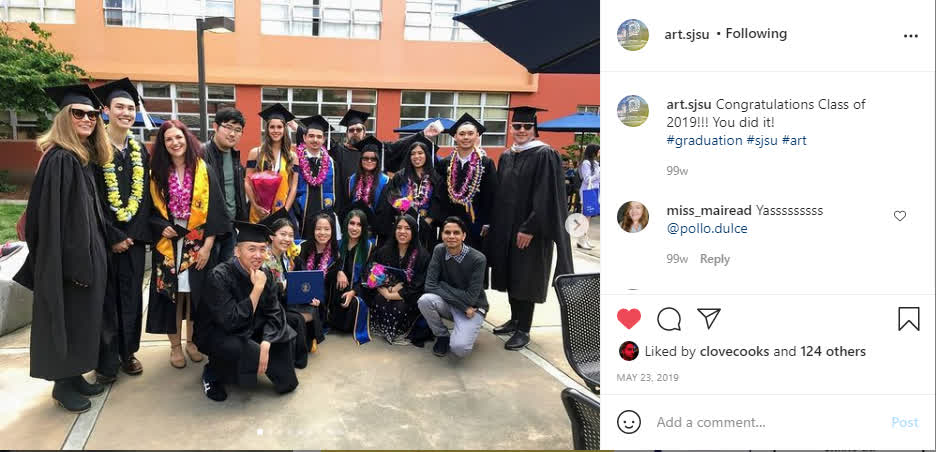 art.sjsu • Following
art.sjsu Congratulations Class of
2019!!! You did it!
#graduation #sjsu #art
99w
miss_mairead Yasssssssss
@pollo.dulce
99w Reply
Liked by clovecooks and 124 others
MAY 23, 2019
Add a comment... Post